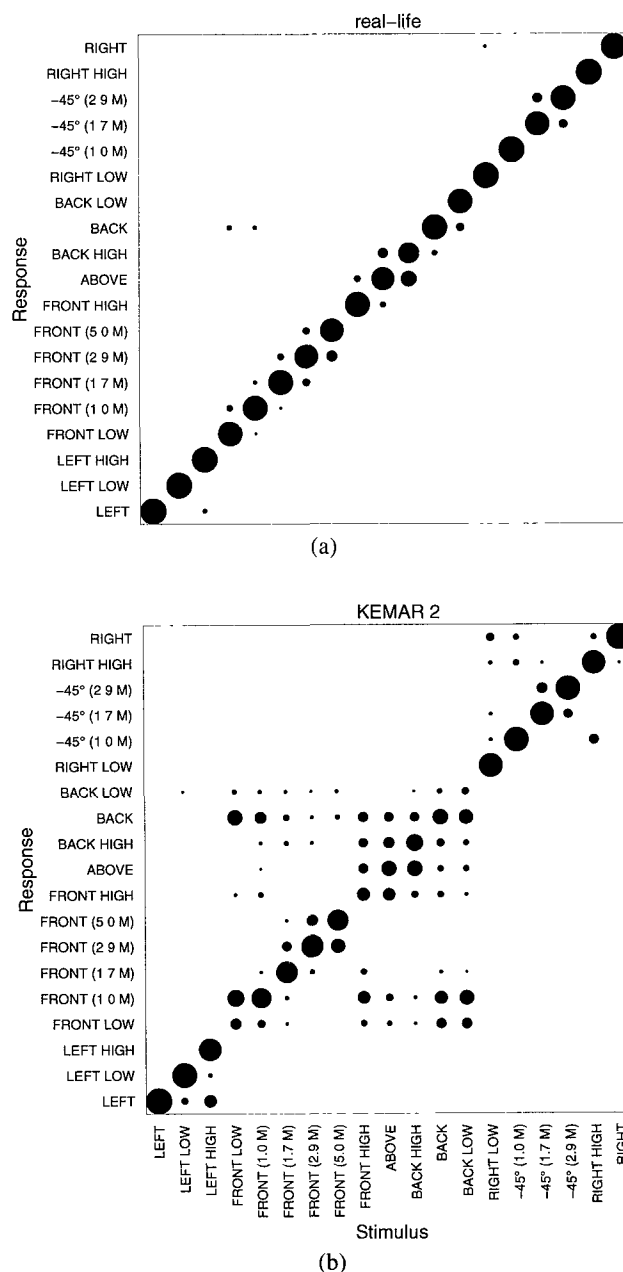 real-life
RIGHT
RIGHT HIGH
-45° (2 9 M)
-45° (1 7 M)
-45° (1 0 M)
RIGHT LOW
BACK LOW
BACK
BACK HIGH
ABOVE
FRONT HIGH
FRONT (5 0 M)
FRONT (2 9 M)
FRONT (1 7 M)
FRONT (1 0 M)
FRONT LOW
LEFT HIGH
LEFT LOW
LEFT
Response
(a)
KEMAR 2
RIGHT
RIGHT HIGH
-45° (2 9 M)
-45° (1 7 M)
-45° (1 0 M)
RIGHT LOW
BACK LOW
BACK
BACK HIGH
ABOVE
FRONT HIGH
FRONT (5 0 M)
FRONT (2 9 M)
FRONT (1 7 M)
FRONT (1 0 M)
FRONT LOW
LEFT HIGH
LEFT LOW
LEFT
Response
LEFT
LEFT LOW
LEFT HIGH
FRONT LOW
FRONT (1.0 M)
FRONT (1.7 M)
FRONT (2.9 M)
FRONT (5.0 M)
FRONT HIGH
ABOVE
BACK HIGH
BACK
BACK LOW
RIGHT LOW
-45° (1.0 M)
-45° (1.7 M)
-45° (2.9 M)
RIGHT HIGH
RIGHT
Stimulus
(b)